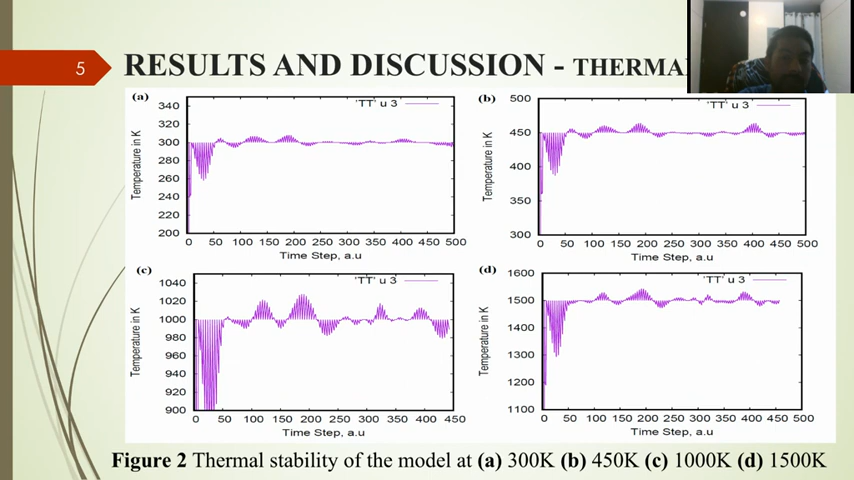 5
RESULTS AND DISCUSSION - THERMA
(a)
'TT' u 3
340
320
300
280
260
240
220
200
Temperature in K
0 50 100 150 200 250 300 350 400 450 500
Time Step, a.u
(b)
'TT' u 3
500
450
400
350
300
Temperature in K
0 50 100 150 200 250 300 350 400 450 500
Time Step, a.u
(c)
'TT' u 3
1040
1020
1000
980
960
940
920
900
Temperature in K
0 50 100 150 200 250 300 350 400 450
Time Step, a.u
(d)
'TT' u 3
1600
1500
1400
1300
1200
1100
Temperature in K
0 50 100 150 200 250 300 350 400 450 500
Time Step, a.u
Figure 2 Thermal stability of the model at (a) 300K (b) 450K (c) 1000K (d) 1500K